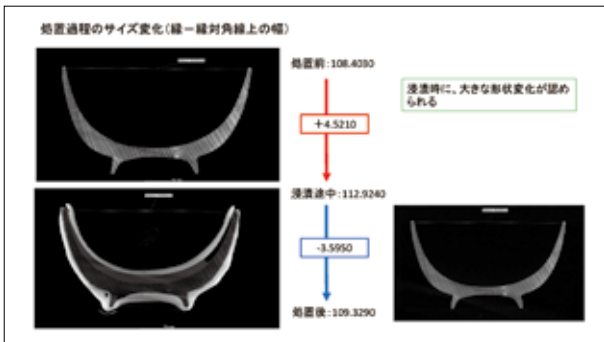 処置過程のサイズ変化(縁ー縁対角線上の幅)
処置前:108.4030
浸漬時に、大きな形状変化が認め
られる
+4.5210
浸漬途中:112.9240
-3.5950
処置後:109.3290